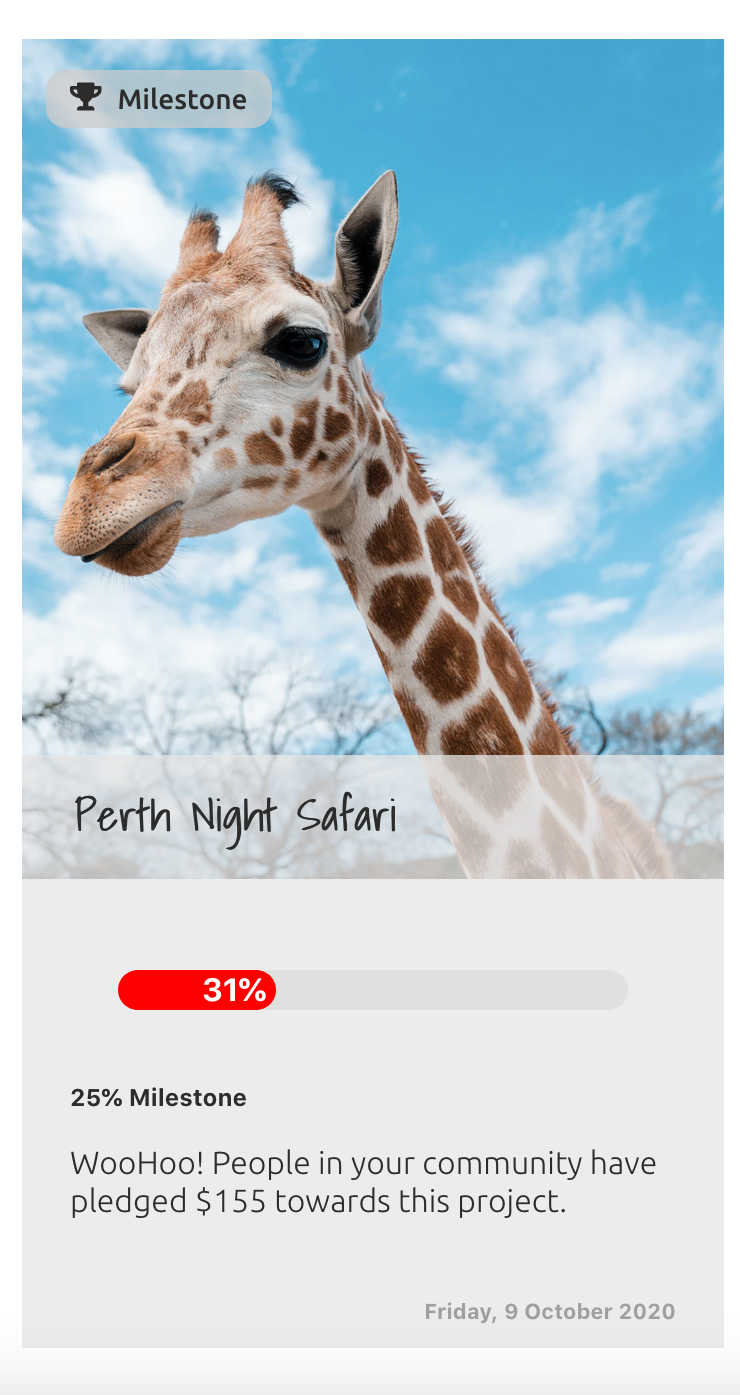 Milestone
Perth Night Safari
31%
25% Milestone
WooHoo! People in your community have
pledged $155 towards this project.
Friday, 9 October 2020